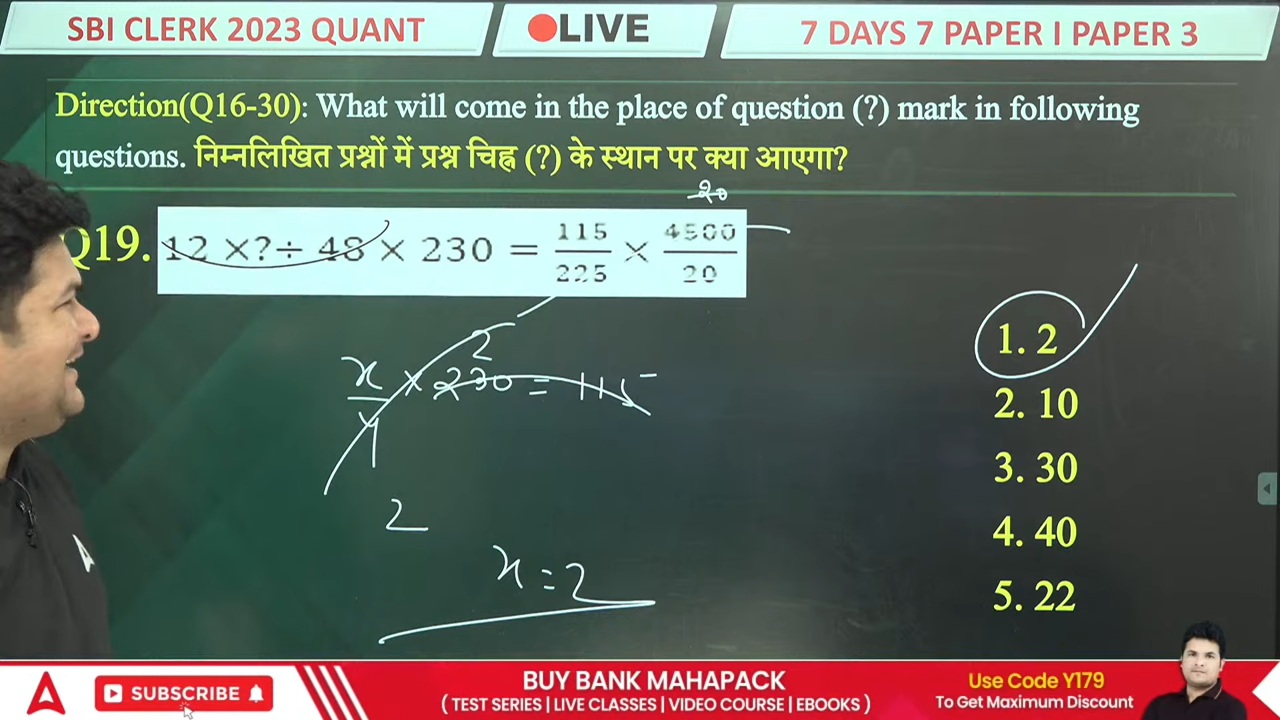 SBI CLERK 2023 QUANT
LIVE
7 DAYS 7 PAPER I PAPER 3
Direction(Q16-30): What will come in the place of question (?) mark in following
questions. निम्नलिखित प्रश्नों में प्रश्न चिह्न (?) के स्थान पर क्या आएगा?
20
Q19. 12 ×?÷ 48 × 230 = 115/225 × 4500/20
2
x/4 × 230 = 115
2
x = 2
1. 2
2. 10
3. 30
4. 40
5. 22
SUBSCRIBE
BUY BANK MAHAPACK
( TEST SERIES | LIVE CLASSES | VIDEO COURSE | EBOOKS )
Use Code Y179
To Get Maximum Discount